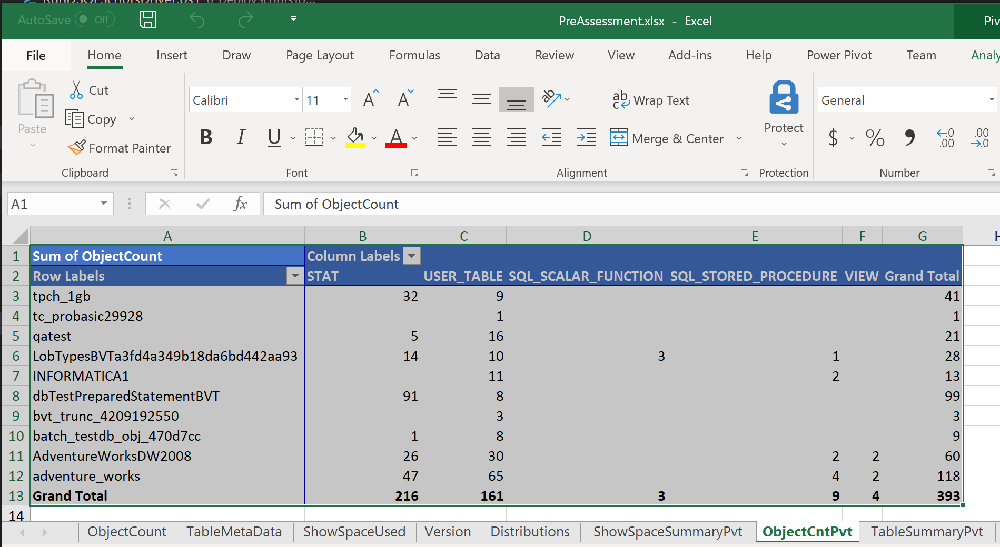 AutoSave Off PreAssessment.xlsx - Excel Piv
File Home Insert Draw Page Layout Formulas Data Review View Add-ins Help Power Pivot Team Analy
Paste Cut
Copy
Format Painter
Clipboard
Calibri 11 A A
B I U A
Font
ab Wrap Text
Merge & Center
Alignment
Protect
Protection
General
$ % , .00 .00
Number
A1 fx Sum of ObjectCount
A B C D E F G H
1 Sum of ObjectCount Column Labels
2 Row Labels STAT USER_TABLE SQL_SCALAR_FUNCTION SQL_STORED_PROCEDURE VIEW Grand Total
3 tpch_1gb 32 9 41
4 tc_probasic29928 1 1
5 qatest 5 16 21
6 LobTypesBVTa3fd4a349b18da6bd442aa93 14 10 3 1 28
7 INFORMATICA1 11 2 13
8 dbTestPreparedStatementBVT 91 8 99
9 bvt_trunc_4209192550 3 3
10 batch_testdb_obj_470d7cc 1 8 9
11 AdventureWorksDW2008 26 30 2 2 60
12 adventure_works 47 65 4 2 118
13 Grand Total 216 161 3 9 4 393
14
ObjectCount TableMetaData ShowSpaceUsed Version Distributions ShowSpaceSummaryPvt ObjectCntPvt TableSummaryPvt